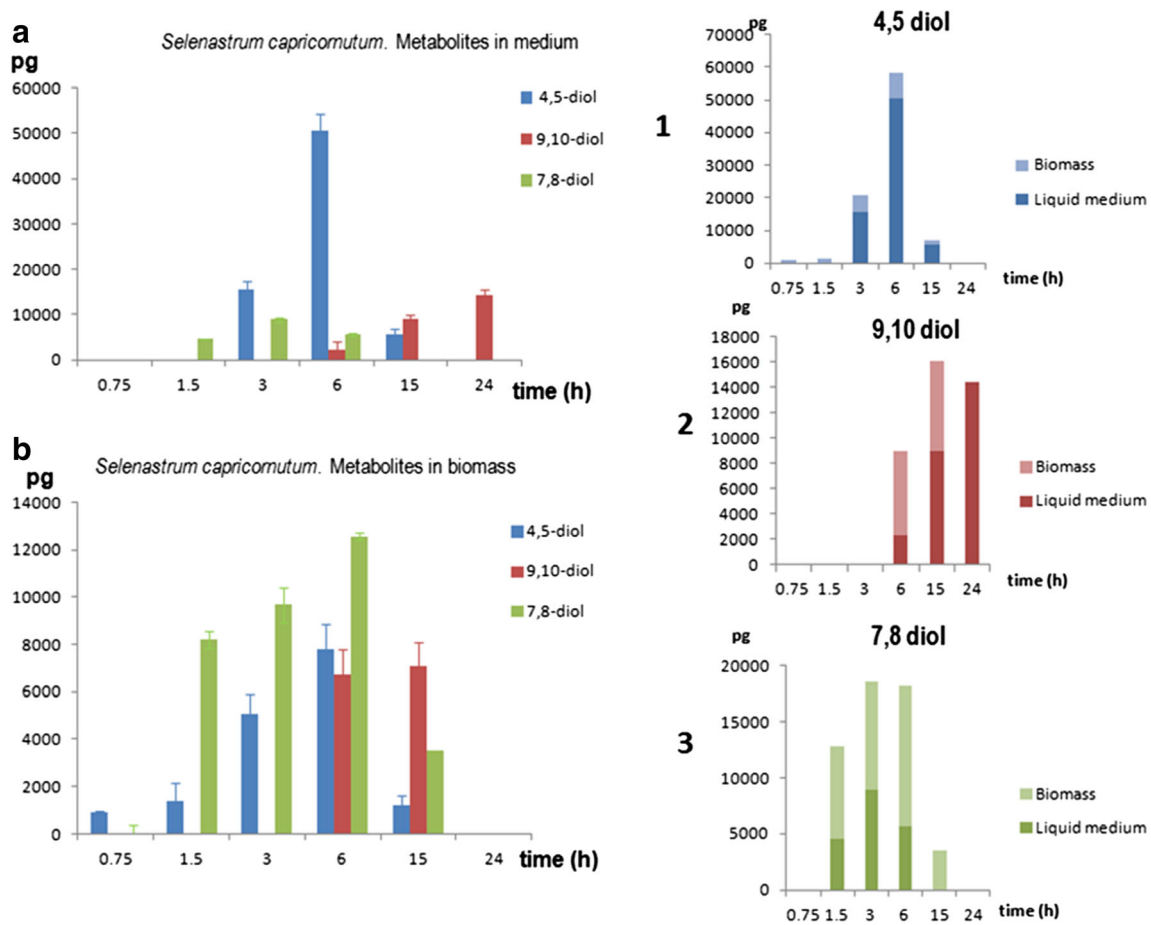 a
pg
Selenastrum capricornutum. Metabolites in medium
60000
50000
40000
30000
20000
10000
0
0.75 1.5 3 6 15 24
time (h)
4,5-diol
9,10-diol
7,8-diol
b
pg
Selenastrum capricornutum. Metabolites in biomass
14000
12000
10000
8000
6000
4000
2000
0
0.75 1.5 3 6 15 24
time (h)
4,5-diol
9,10-diol
7,8-diol
1
pg
4,5 diol
70000
60000
50000
40000
30000
20000
10000
0
0.75 1.5 3 6 15 24
time (h)
Biomass
Liquid medium
2
pg
9,10 diol
18000
16000
14000
12000
10000
8000
6000
4000
2000
0
0.75 1.5 3 6 15 24
time (h)
Biomass
Liquid medium
3
pg
7,8 diol
20000
15000
10000
5000
0
0.75 1.5 3 6 15 24
time (h)
Biomass
Liquid medium